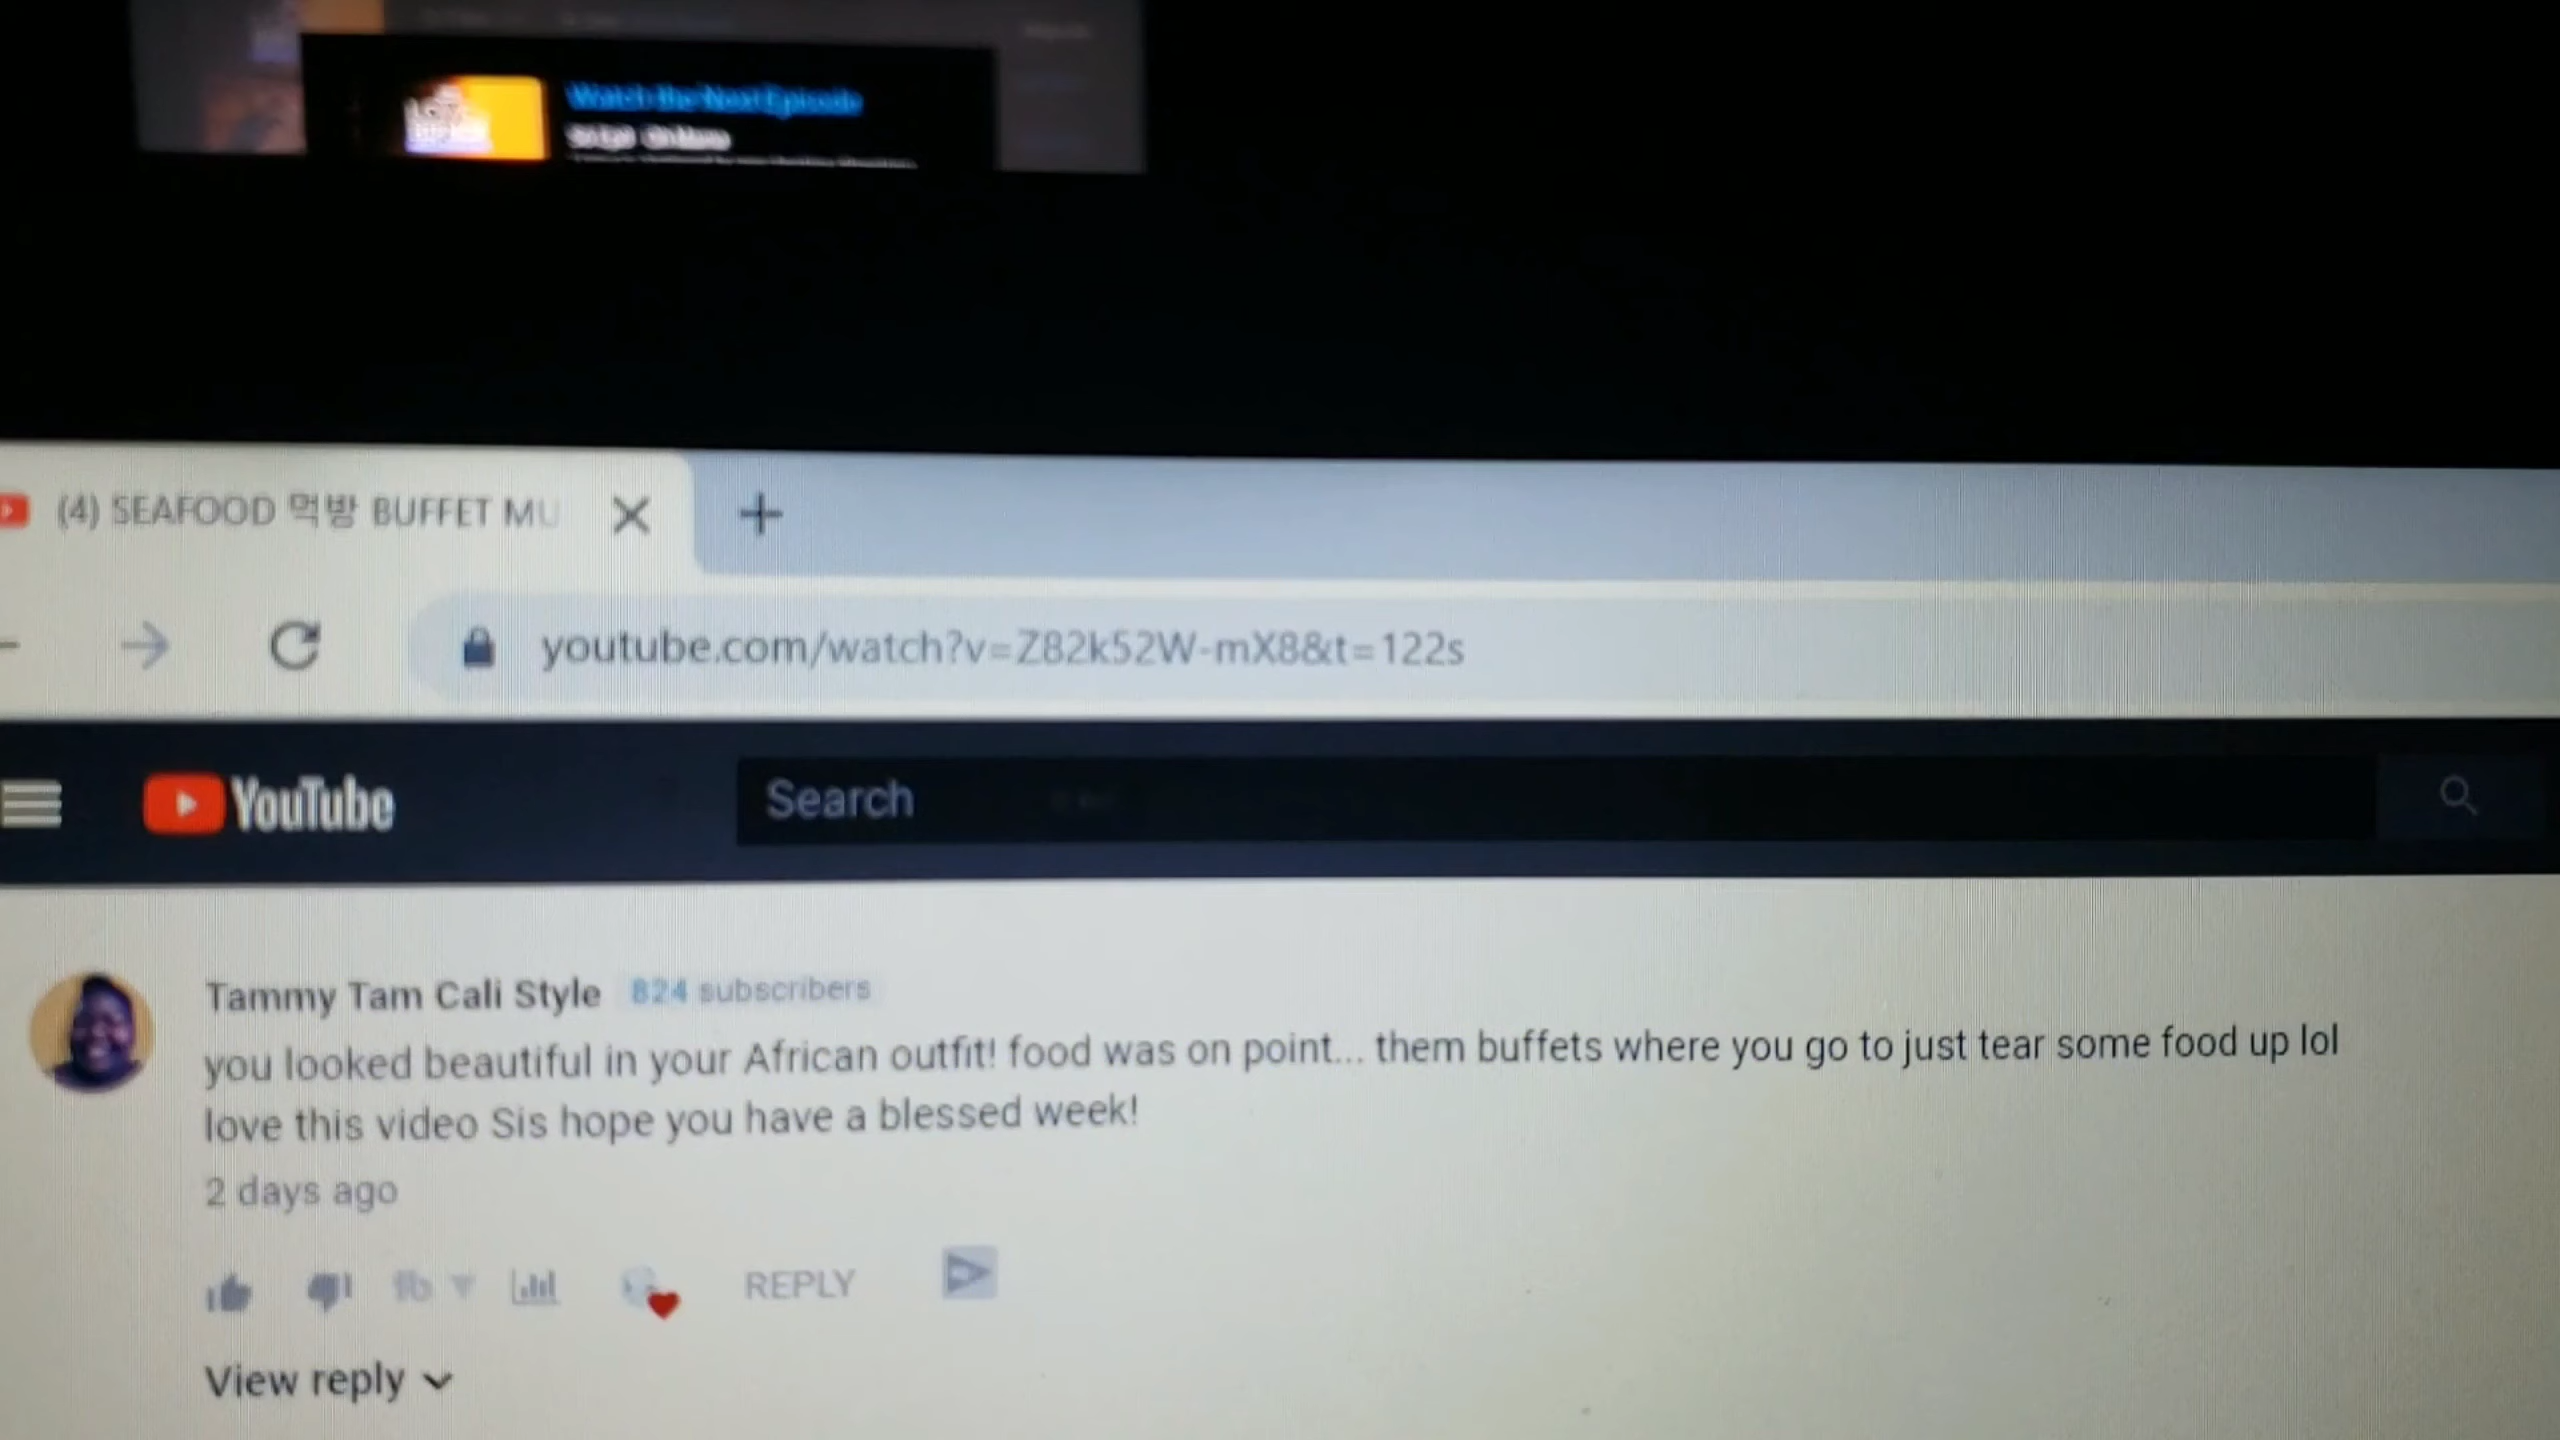 Watch the Next Episode
(4) SEAFOOD 먹방 BUFFET MU
youtube.com/watch?v=Z82k52W-mX8&t=122s
YouTube
Search
Tammy Tam Cali Style 824 subscribers
you looked beautiful in your African outfit! food was on point... them buffets where you go to just tear some food up lol
love this video Sis hope you have a blessed week!
2 days ago
REPLY
View reply